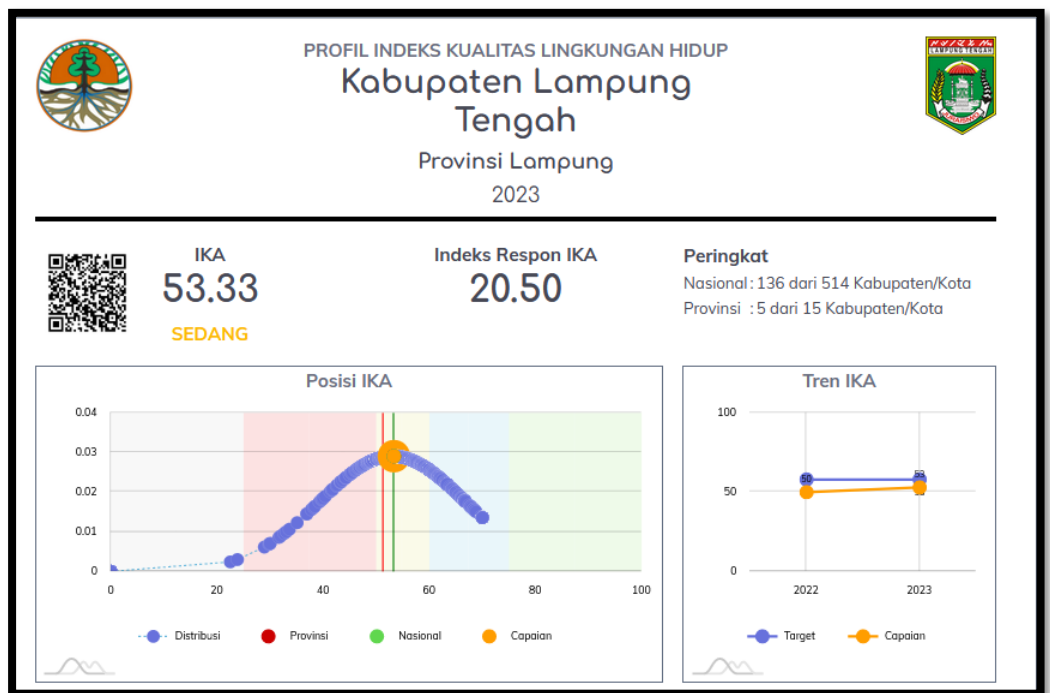 PROFIL INDEKS KUALITAS LINGKUNGAN HIDUP
Kabupaten Lampung
Tengah
Provinsi Lampung
2023
LAMPUNG TENGAH
IKA
53.33
SEDANG
Indeks Respon IKA
20.50
Peringkat
Nasional : 136 dari 514 Kabupaten/Kota
Provinsi : 5 dari 15 Kabupaten/Kota
Posisi IKA
0.04
0.03
0.02
0.01
0
0 20 40 60 80 100
Distribusi Provinsi Nasional Capaian
Tren IKA
100
50
0
50
2022 2023
Target Capaian